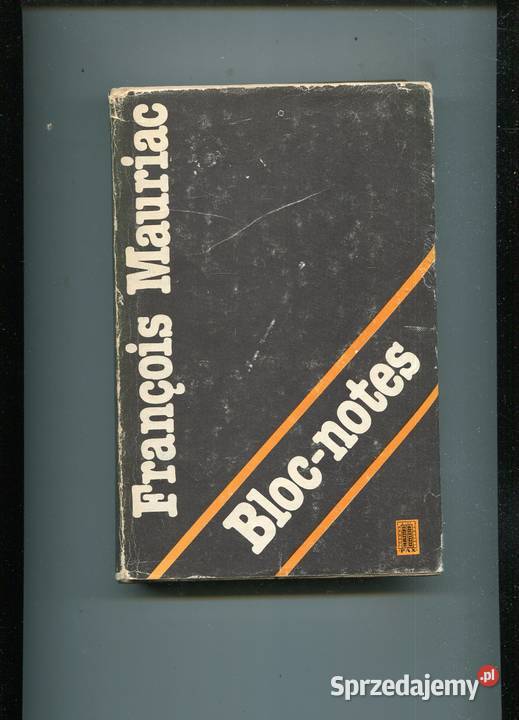 François Mauriac
Bloc-notes
Sprzedajemy.pl